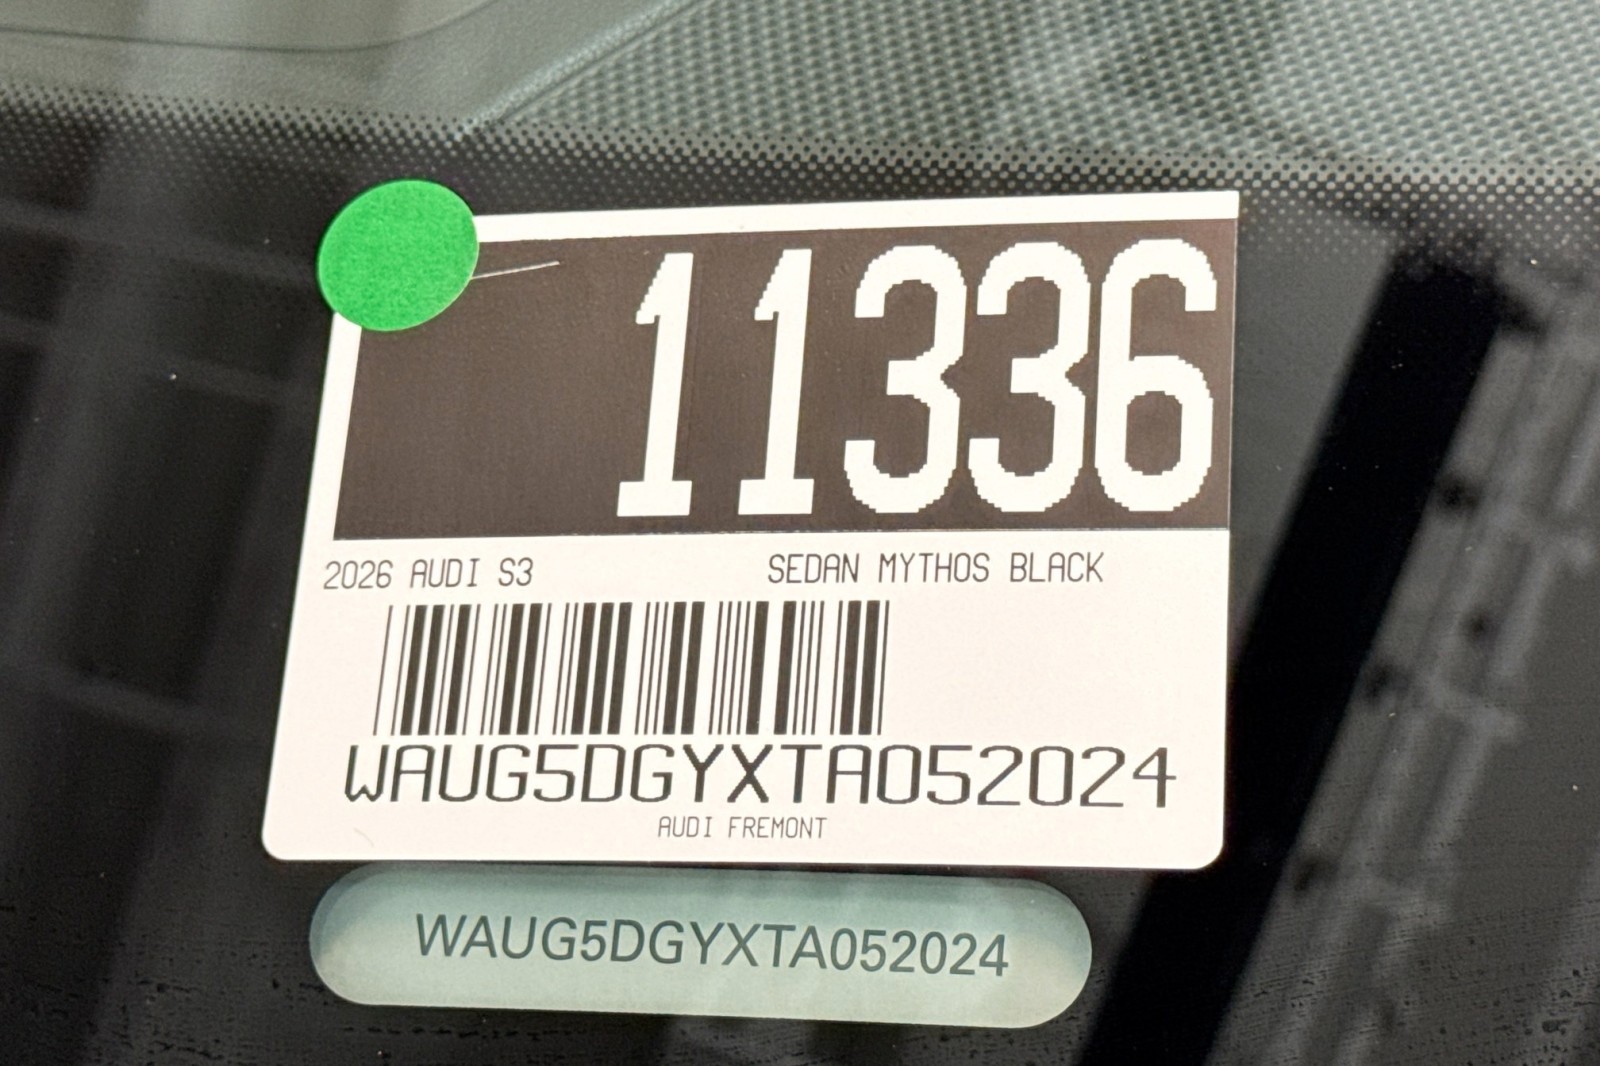 11336
2026 AUDI S3 SEDAN MYTHOS BLACK
WAUG5DGYXTA052024
AUDI FREMONT
WAUG5DGYXTA052024